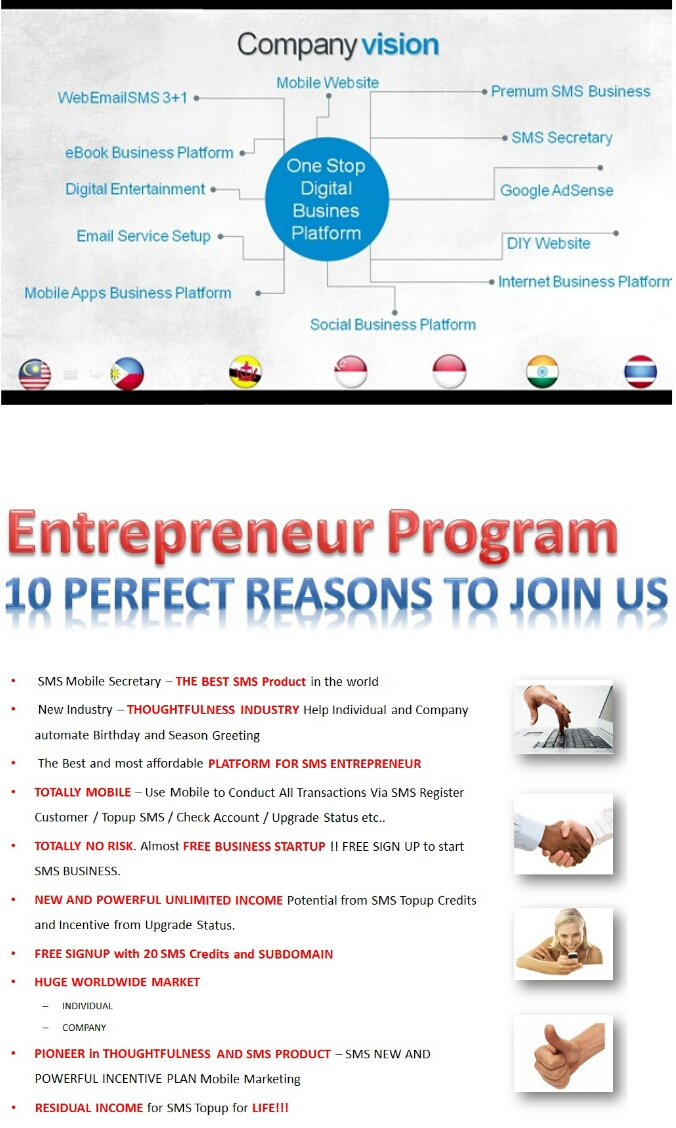 Company vision
Mobile Website
WebEmailSMS 3+1
Premum SMS Business
eBook Business Platform
SMS Secretary
Digital Entertainment
Google AdSense
Email Service Setup
DIY Website
Mobile Apps Business Platform
Internet Business Platform
Social Business Platform
One Stop
Digital
Busines
Platform
Entrepreneur Program
10 PERFECT REASONS TO JOIN US
• SMS Mobile Secretary – THE BEST SMS Product in the world
• New Industry – THOUGHTFULNESS INDUSTRY Help Individual and Company
automate Birthday and Season Greeting
• The Best and most affordable PLATFORM FOR SMS ENTREPRENEUR
• TOTALLY MOBILE – Use Mobile to Conduct All Transactions Via SMS Register
Customer / Topup SMS / Check Account / Upgrade Status etc..
• TOTALLY NO RISK. Almost FREE BUSINESS STARTUP !! FREE SIGN UP to start
SMS BUSINESS.
• NEW AND POWERFUL UNLIMITED INCOME Potential from SMS Topup Credits
and Incentive from Upgrade Status.
• FREE SIGNUP with 20 SMS Credits and SUBDOMAIN
• HUGE WORLDWIDE MARKET
– INDIVIDUAL
– COMPANY
• PIONEER in THOUGHTFULNESS AND SMS PRODUCT – SMS NEW AND
POWERFUL INCENTIVE PLAN Mobile Marketing
• RESIDUAL INCOME for SMS Topup for LIFE!!!